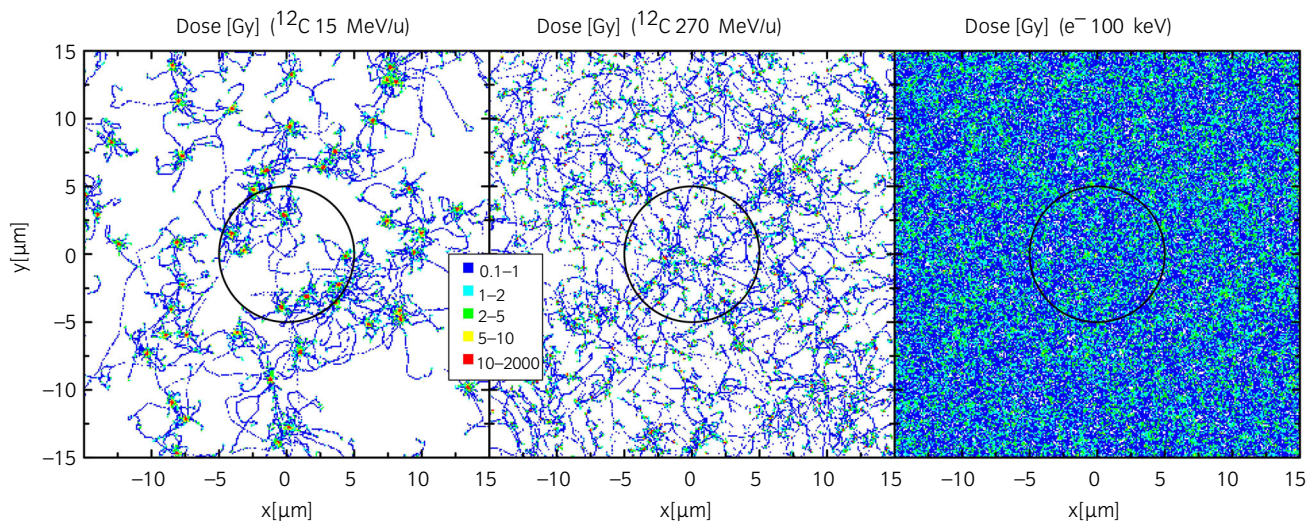 Dose [Gy] (¹²C 15 MeV/u)
Dose [Gy] (¹²C 270 MeV/u)
Dose [Gy] (e⁻ 100 keV)
15
10
5
0
−5
−10
−15
y[μm]
0.1–1
1–2
2–5
5–10
10–2000
−10 −5 0 5 10 15 −10 −5 0 5 10 15 −10 −5 0 5 10 15
x[μm] x[μm] x[μm]